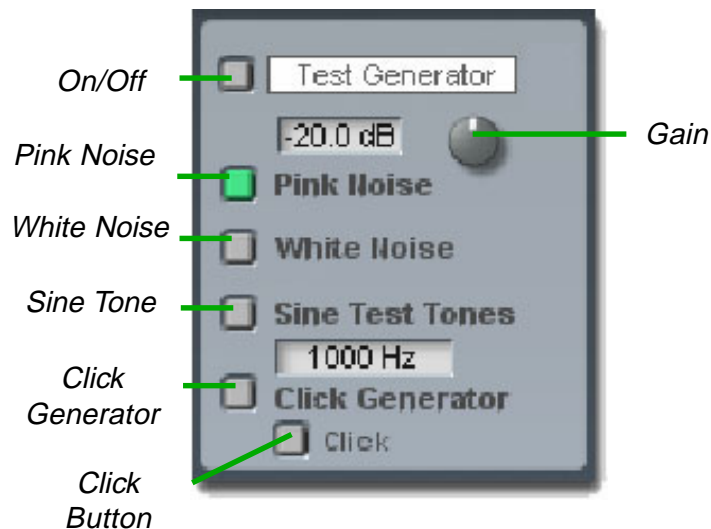 On/Off
Test Generator
-20.0 dB
Gain
Pink Noise
Pink Noise
White Noise
White Noise
Sine Tone
Sine Test Tones
1000 Hz
Click
Generator
Click Generator
Click
Click
Button